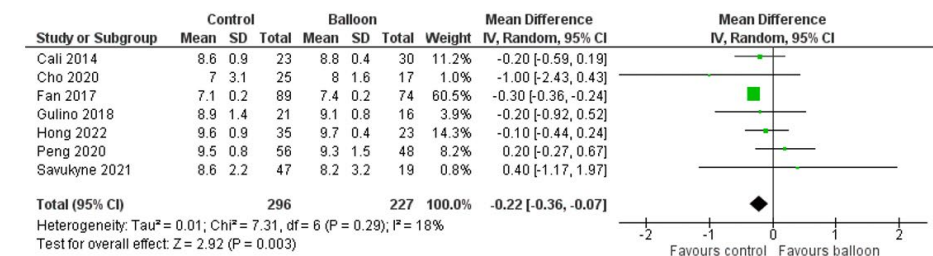 Control Balloon Mean Difference Mean Difference
Study or Subgroup Mean SD Total Mean SD Total Weight IV, Random, 95% CI IV, Random, 95% CI
Cali 2014 8.6 0.9 23 8.8 0.4 30 11.2% -0.20 [-0.59, 0.19]
Cho 2020 7 3.1 25 8 1.6 17 1.0% -1.00 [-2.43, 0.43]
Fan 2017 7.1 0.2 89 7.4 0.2 74 60.5% -0.30 [-0.36, -0.24]
Gulino 2018 8.9 1.4 21 9.1 0.8 16 3.9% -0.20 [-0.92, 0.52]
Hong 2022 9.6 0.9 35 9.7 0.4 23 14.3% -0.10 [-0.44, 0.24]
Peng 2020 9.5 0.8 56 9.3 1.5 48 8.2% 0.20 [-0.27, 0.67]
Savukyne 2021 8.6 2.2 47 8.2 3.2 19 0.8% 0.40 [-1.17, 1.97]
Total (95% CI) 296 227 100.0% -0.22 [-0.36, -0.07]
Heterogeneity: Tau² = 0.01; Chi² = 7.31, df = 6 (P = 0.29); I² = 18%
Test for overall effect: Z = 2.92 (P = 0.003)
-2 -1 0 1 2
Favours control Favours balloon